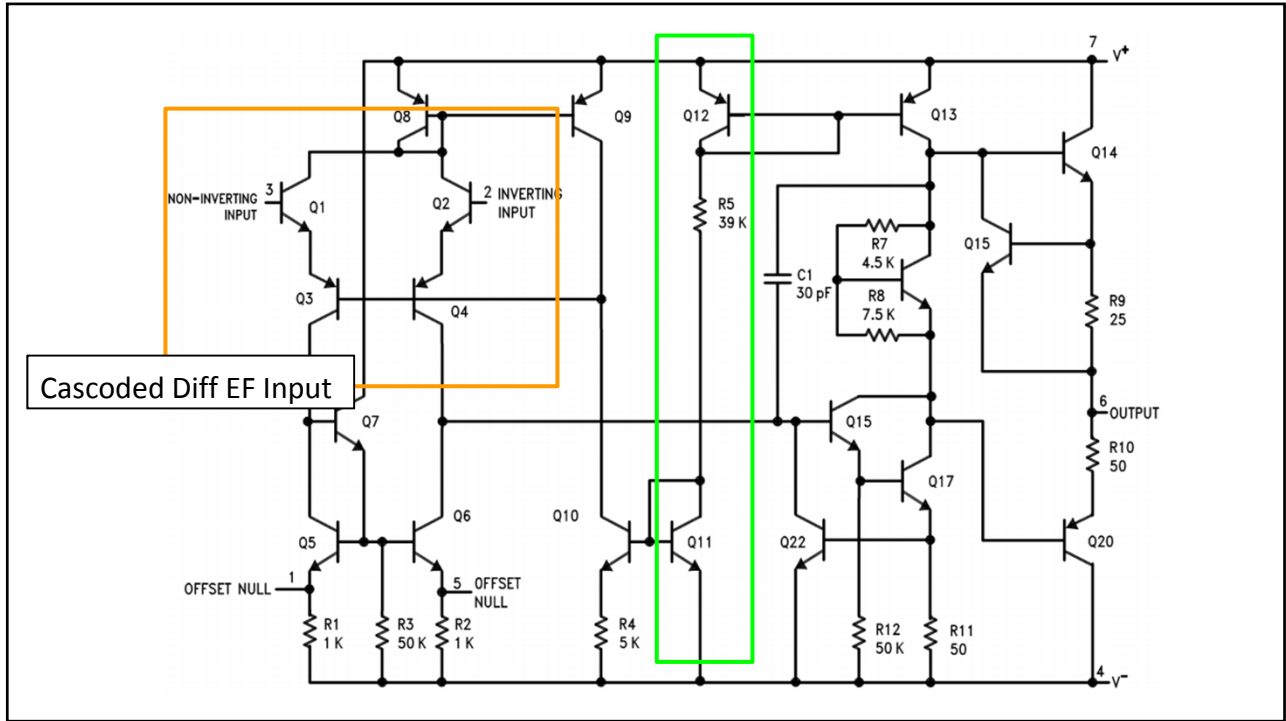 7
V+
Q8
Q9
Q12
Q13
Q14
NON-INVERTING
INPUT
3
Q1
Q2
2 INVERTING
INPUT
R5
39 K
R7
4.5 K
Q15
Q3
Q4
C1
30 pF
R8
7.5 K
R9
25
Cascoded Diff EF Input
Q7
Q15
6
OUTPUT
R10
50
Q5
Q6
Q10
Q11
Q22
Q17
Q20
OFFSET NULL
1
5 OFFSET
NULL
R1
1 K
R3
50 K
R2
1 K
R4
5 K
R12
50 K
R11
50
4
V-